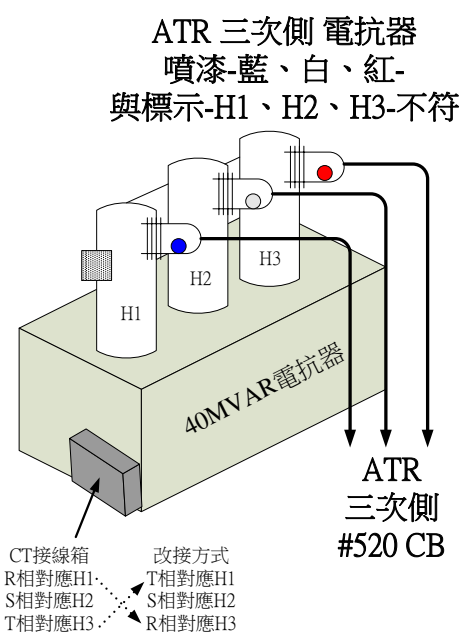 ATR 三次側 電抗器
噴漆-藍、白、紅-
與標示-H1、H2、H3-不符
H1
H2
H3
40MVAR電抗器
ATR
三次側
#520 CB
CT接線箱
R相對應H1
S相對應H2
T相對應H3
改接方式
T相對應H1
S相對應H2
R相對應H3